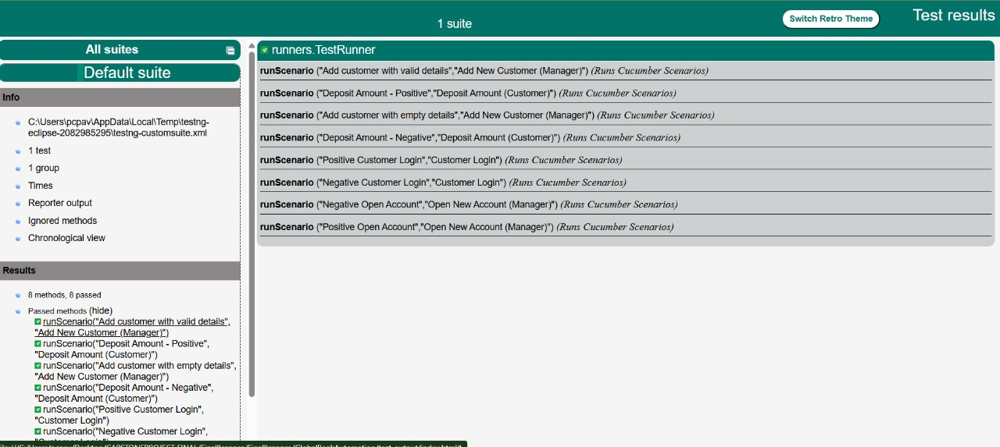 1 suite
Switch Retro Theme
Test results
All suites
Default suite
Info
C:\Users\pcpav\AppData\Local\Temp\testng-
eclipse-2082985295\testng-customsuite.xml
1 test
1 group
Times
Reporter output
Ignored methods
Chronological view
Results
8 methods, 8 passed
Passed methods (hide)
runScenario("Add customer with valid details",
"Add New Customer (Manager)")
runScenario("Deposit Amount - Positive",
"Deposit Amount (Customer)")
runScenario("Add customer with empty details",
"Add New Customer (Manager)")
runScenario("Deposit Amount - Negative",
"Deposit Amount (Customer)")
runScenario("Positive Customer Login",
"Customer Login")
runScenario("Negative Customer Login",
runners.TestRunner
runScenario ("Add customer with valid details","Add New Customer (Manager)") (Runs Cucumber Scenarios)
runScenario ("Deposit Amount - Positive","Deposit Amount (Customer)") (Runs Cucumber Scenarios)
runScenario ("Add customer with empty details","Add New Customer (Manager)") (Runs Cucumber Scenarios)
runScenario ("Deposit Amount - Negative","Deposit Amount (Customer)") (Runs Cucumber Scenarios)
runScenario ("Positive Customer Login","Customer Login") (Runs Cucumber Scenarios)
runScenario ("Negative Customer Login","Customer Login") (Runs Cucumber Scenarios)
runScenario ("Negative Open Account","Open New Account (Manager)") (Runs Cucumber Scenarios)
runScenario ("Positive Open Account","Open New Account (Manager)") (Runs Cucumber Scenarios)